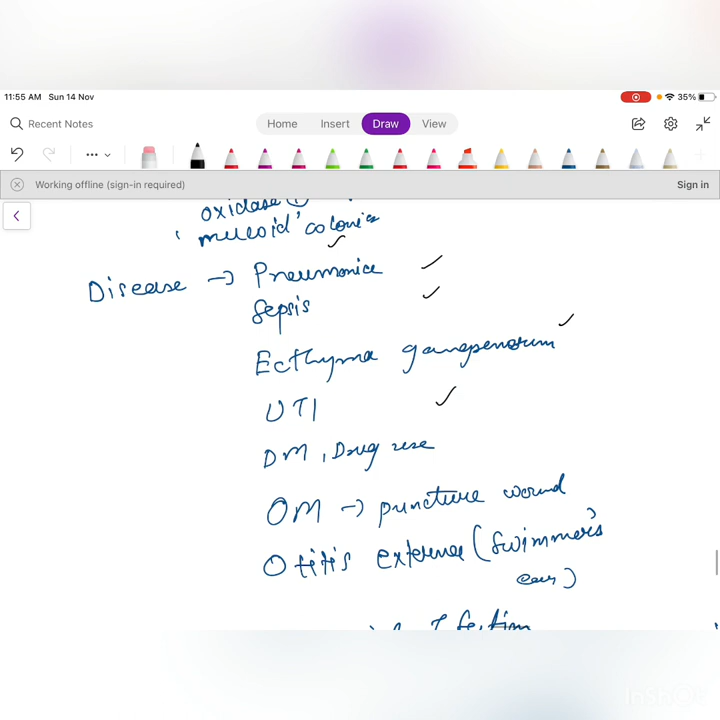 11:55 AM Sun 14 Nov 35%
Recent Notes Home Insert Draw View
Working offline (sign-in required) Sign in
oxidase
'mucoid' colonies
Disease → Pneumonia
Sepsis
Ecthyma
UTI
DM, Drug use
OM → puncture wound
Otitis externa (Swimmer's
ear)